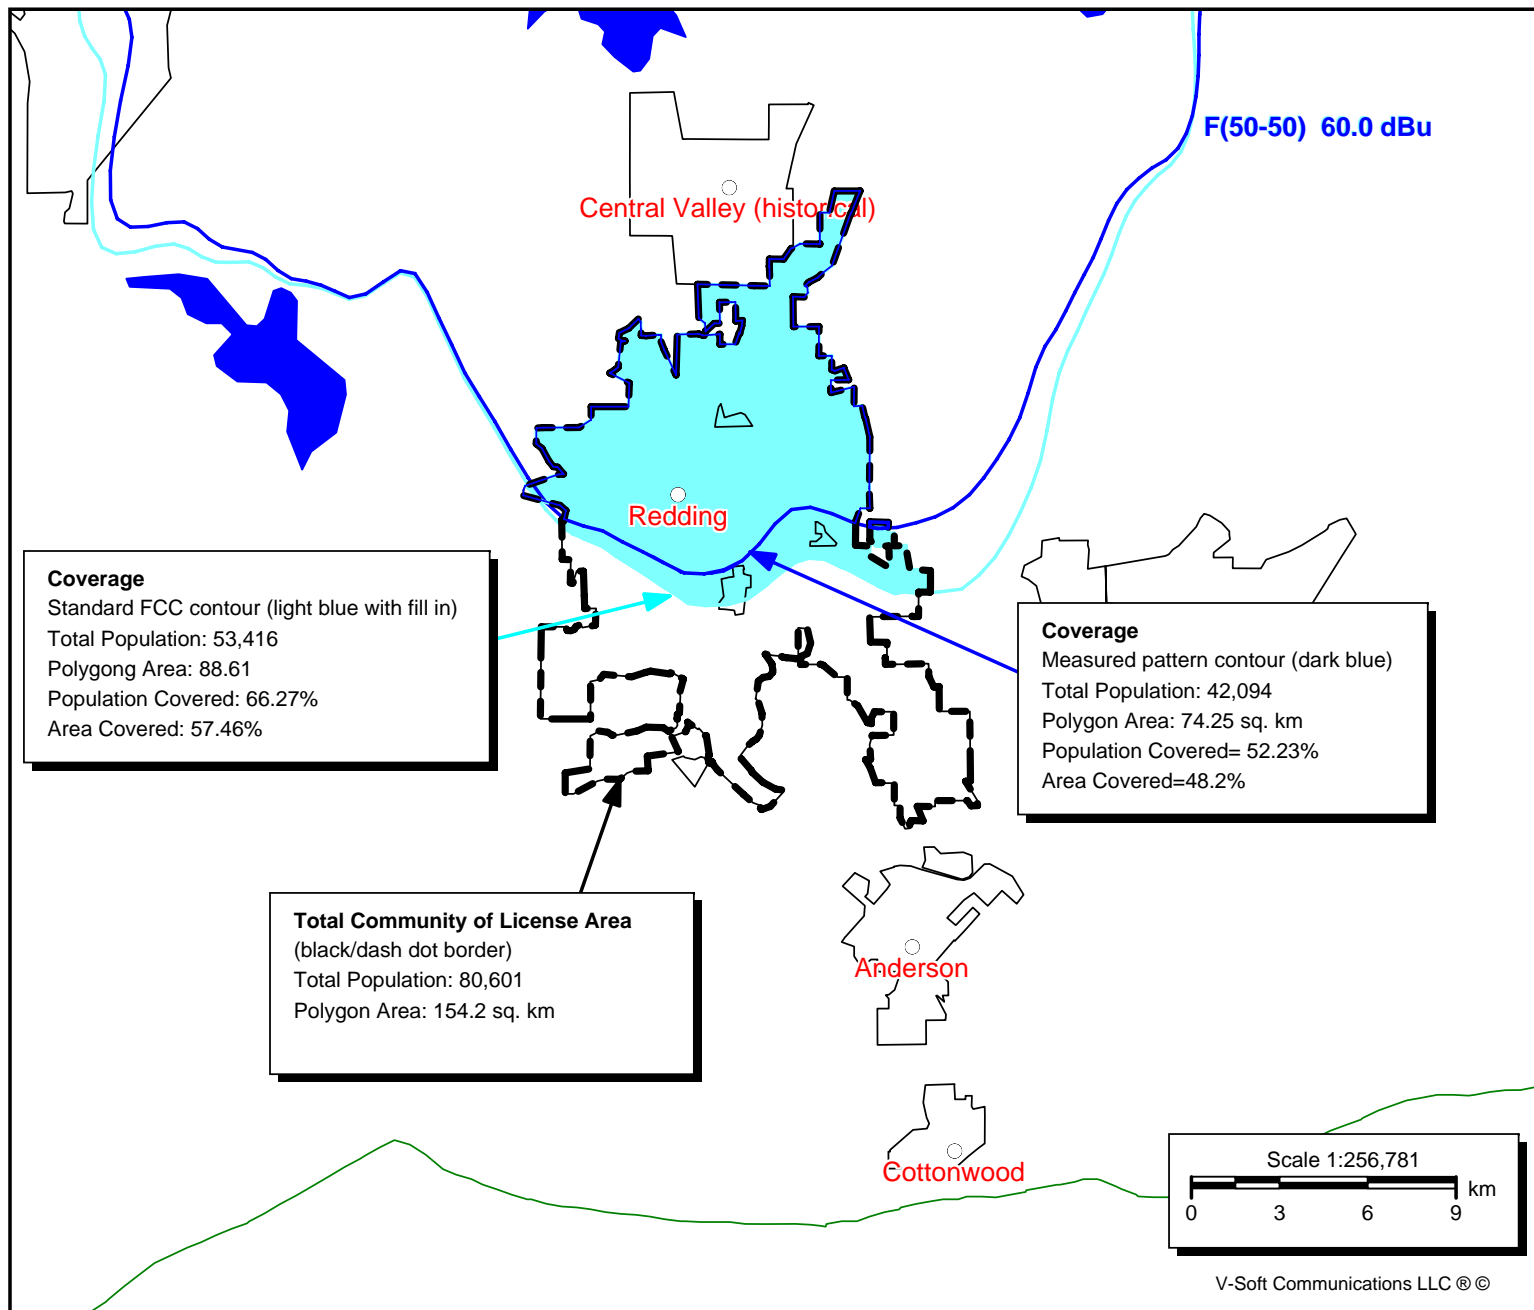 F(50-50) 60.0 dBu
Central Valley (historical)
Redding
Coverage
Standard FCC contour (light blue with fill in)
Total Population: 53,416
Polygong Area: 88.61
Population Covered: 66.27%
Area Covered: 57.46%
Coverage
Measured pattern contour (dark blue)
Total Population: 42,094
Polygon Area: 74.25 sq. km
Population Covered= 52.23%
Area Covered=48.2%
Total Community of License Area
(black/dash dot border)
Total Population: 80,601
Polygon Area: 154.2 sq. km
Anderson
Cottonwood
Scale 1:256,781
km
0 3 6 9
V-Soft Communications LLC ® ©